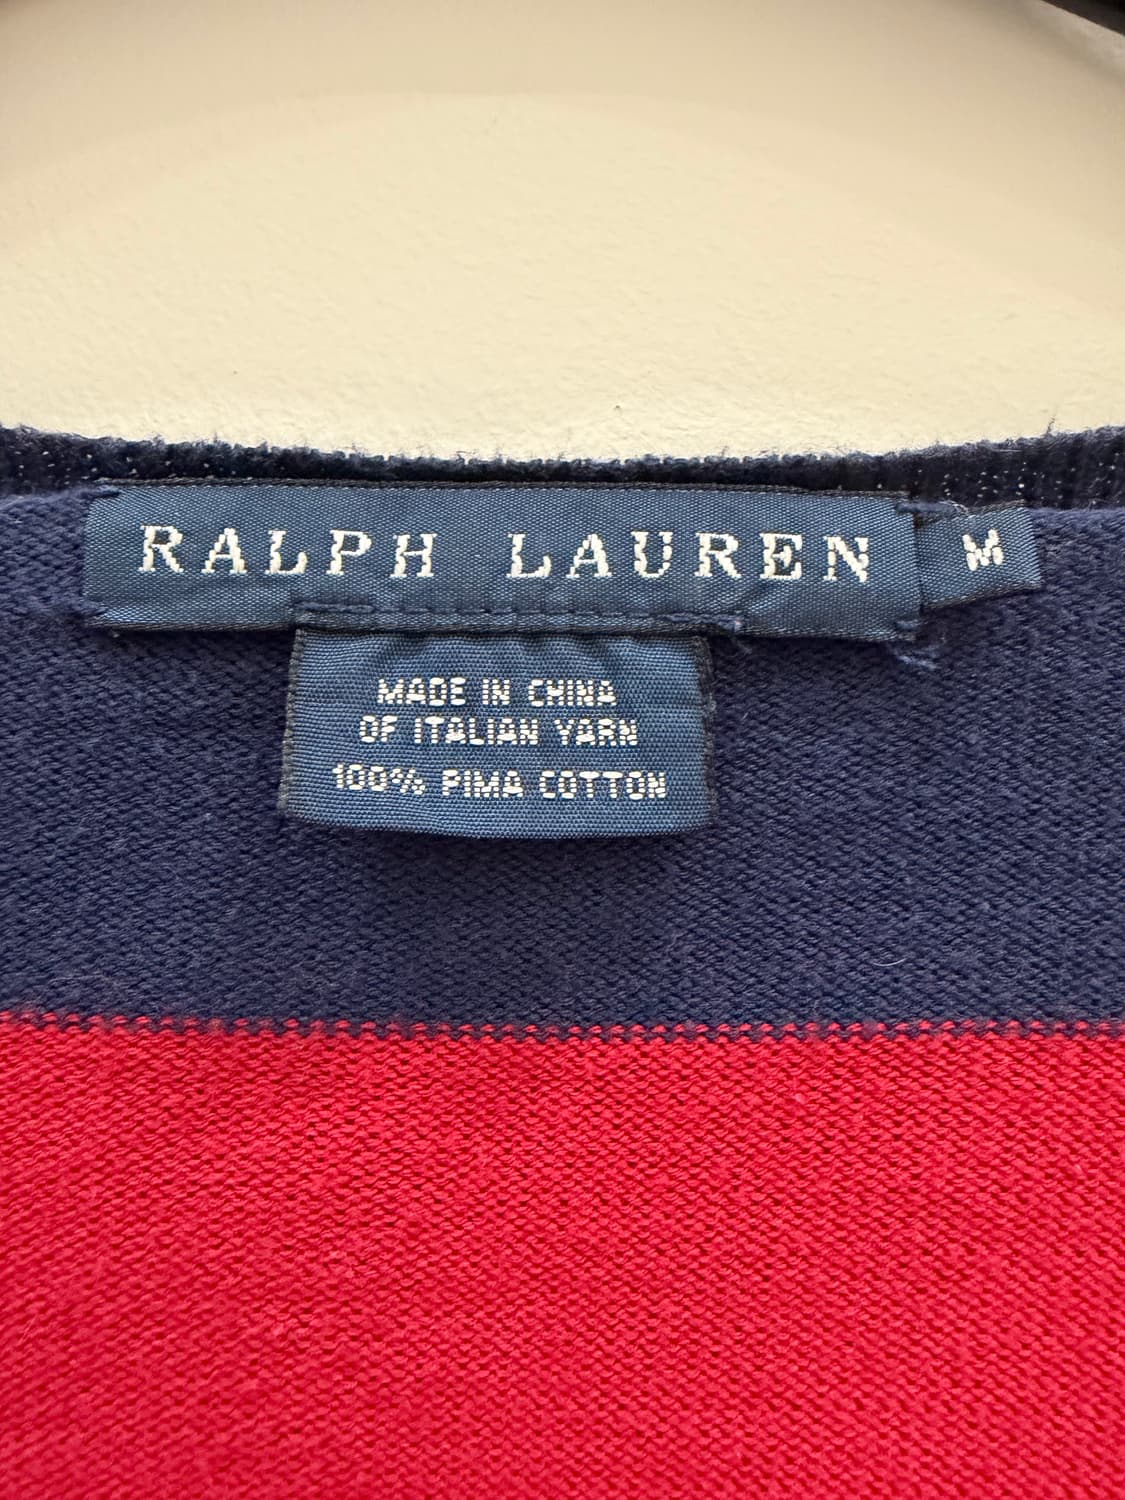 RALPH LAUREN M
MADE IN CHINA
OF ITALIAN YARN
100% PIMA COTTON